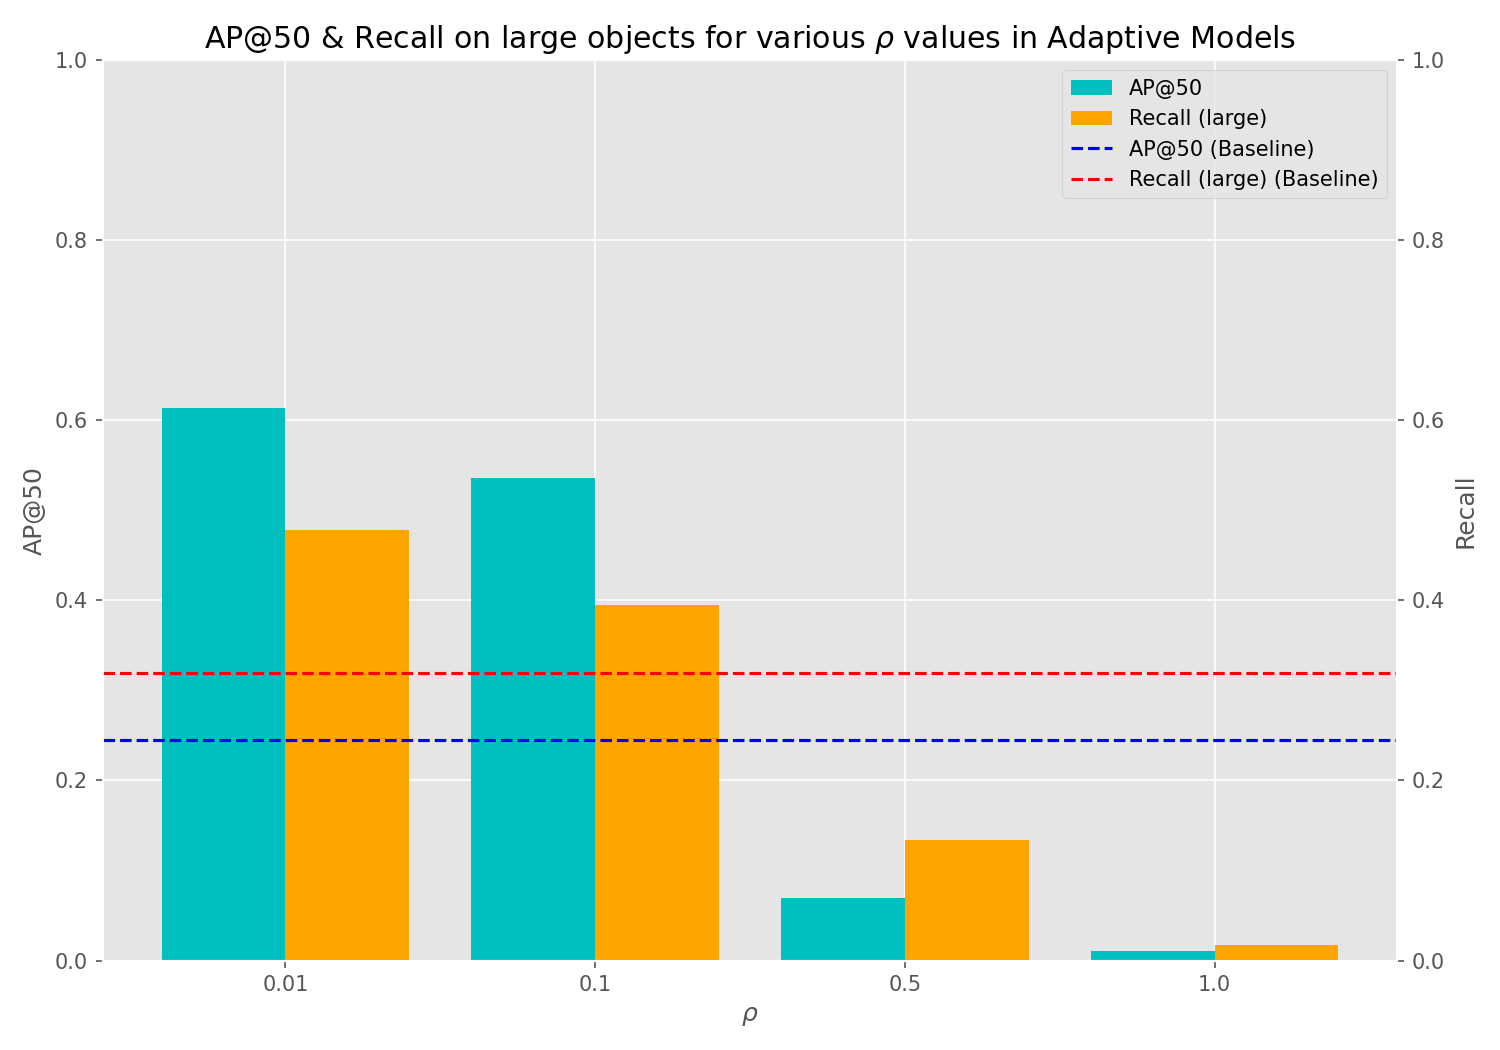 AP@50 & Recall on large objects for various ρ values in Adaptive Models
AP@50
Recall (large)
AP@50 (Baseline)
Recall (large) (Baseline)
1.0
0.8
0.6
0.4
0.2
0.0
AP@50
1.0
0.8
0.6
0.4
0.2
0.0
Recall
0.01 0.1 0.5 1.0
ρ